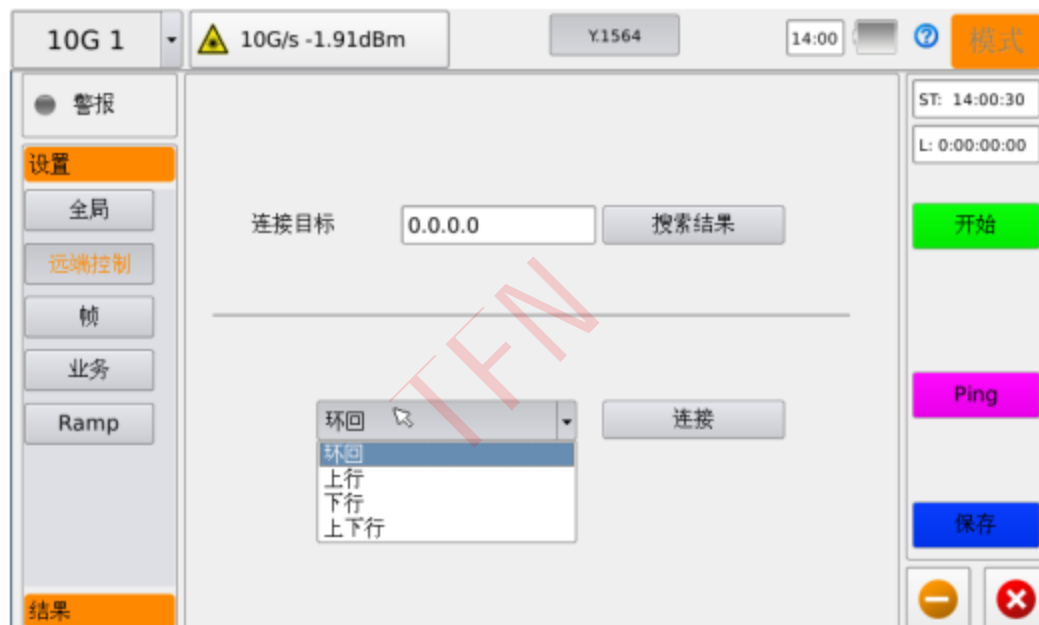 10G 1
10G/s -1.91dBm
Y.1564
14:00
模式
警报
ST: 14:00:30
L: 0:00:00:00
设置
全局
远端控制
帧
业务
Ramp
连接目标
0.0.0.0
搜索结果
开始
TFN
环回
连接
Ping
环回
上行
下行
上下行
保存
结果